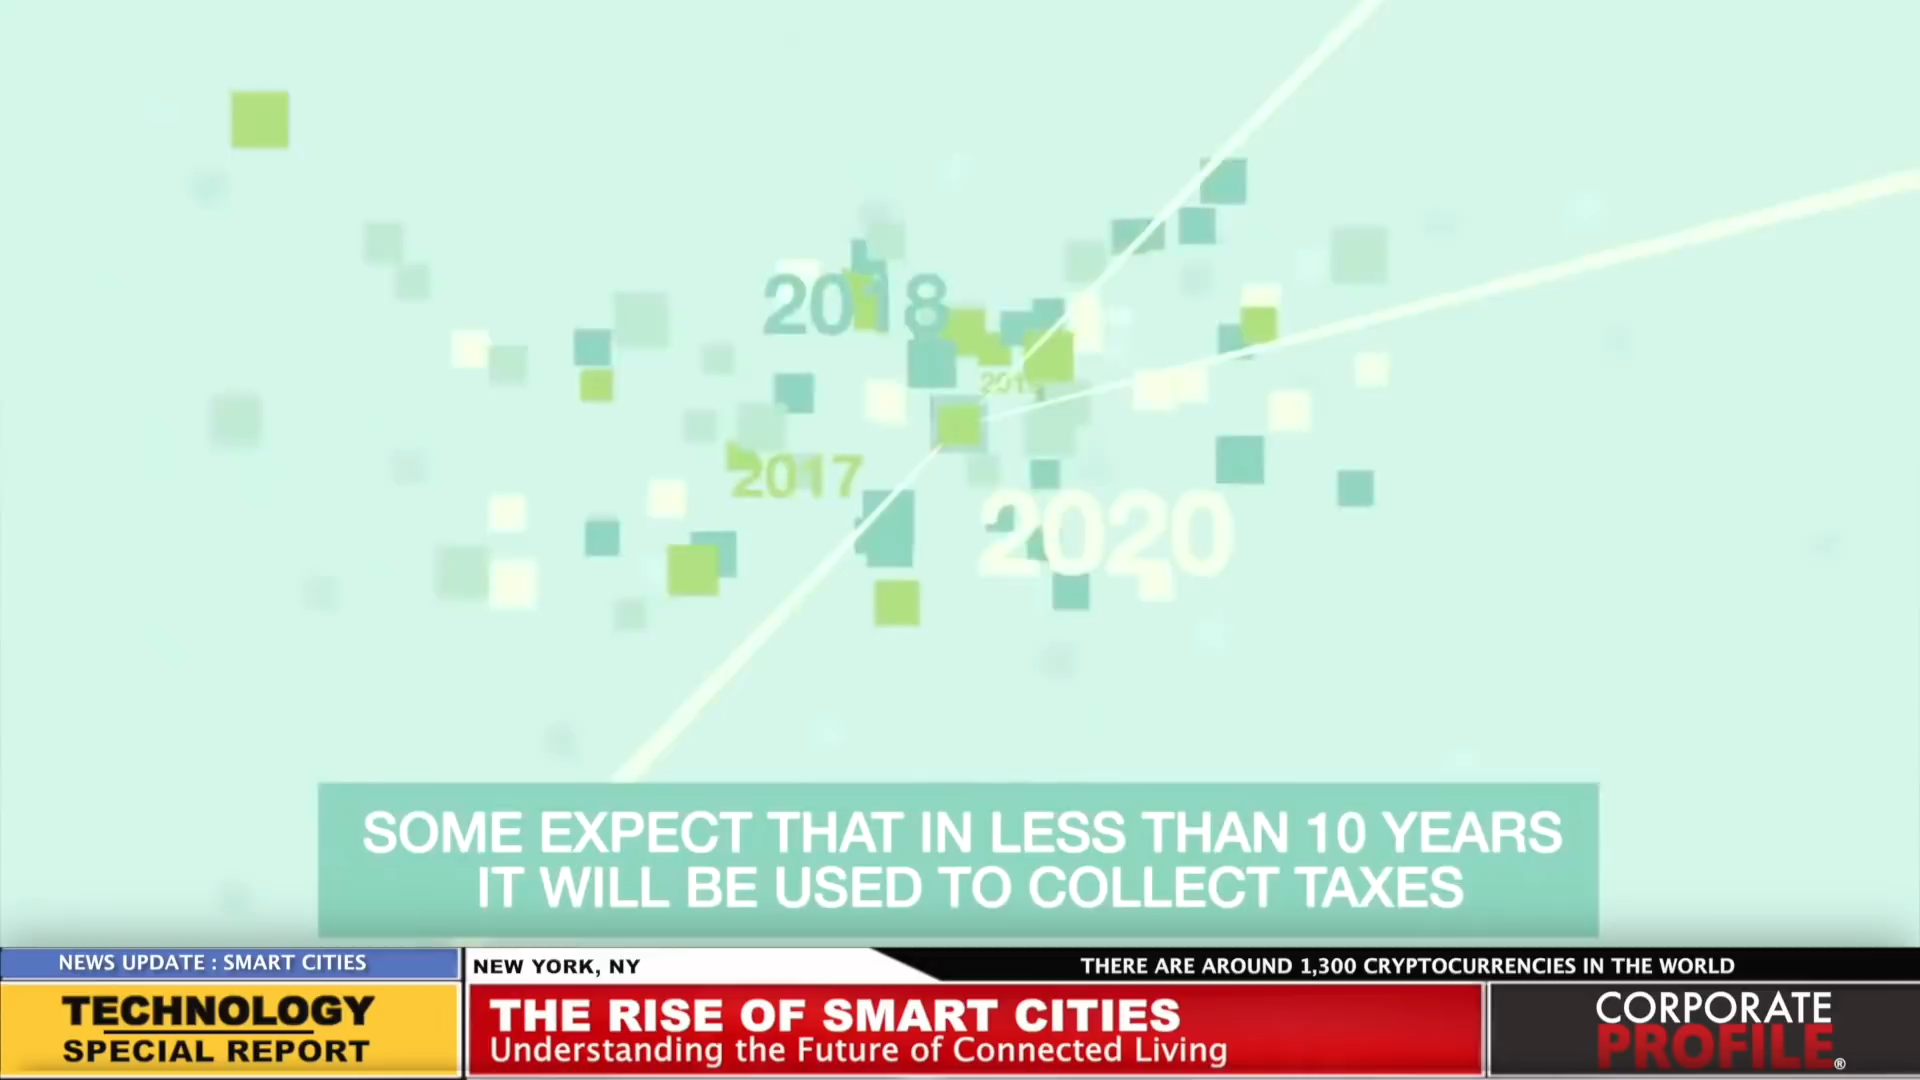 2018
2017
2020
SOME EXPECT THAT IN LESS THAN 10 YEARS
IT WILL BE USED TO COLLECT TAXES
NEWS UPDATE : SMART CITIES
NEW YORK, NY
THERE ARE AROUND 1,300 CRYPTOCURRENCIES IN THE WORLD
TECHNOLOGY
SPECIAL REPORT
THE RISE OF SMART CITIES
Understanding the Future of Connected Living
CORPORATE
PROFILE®